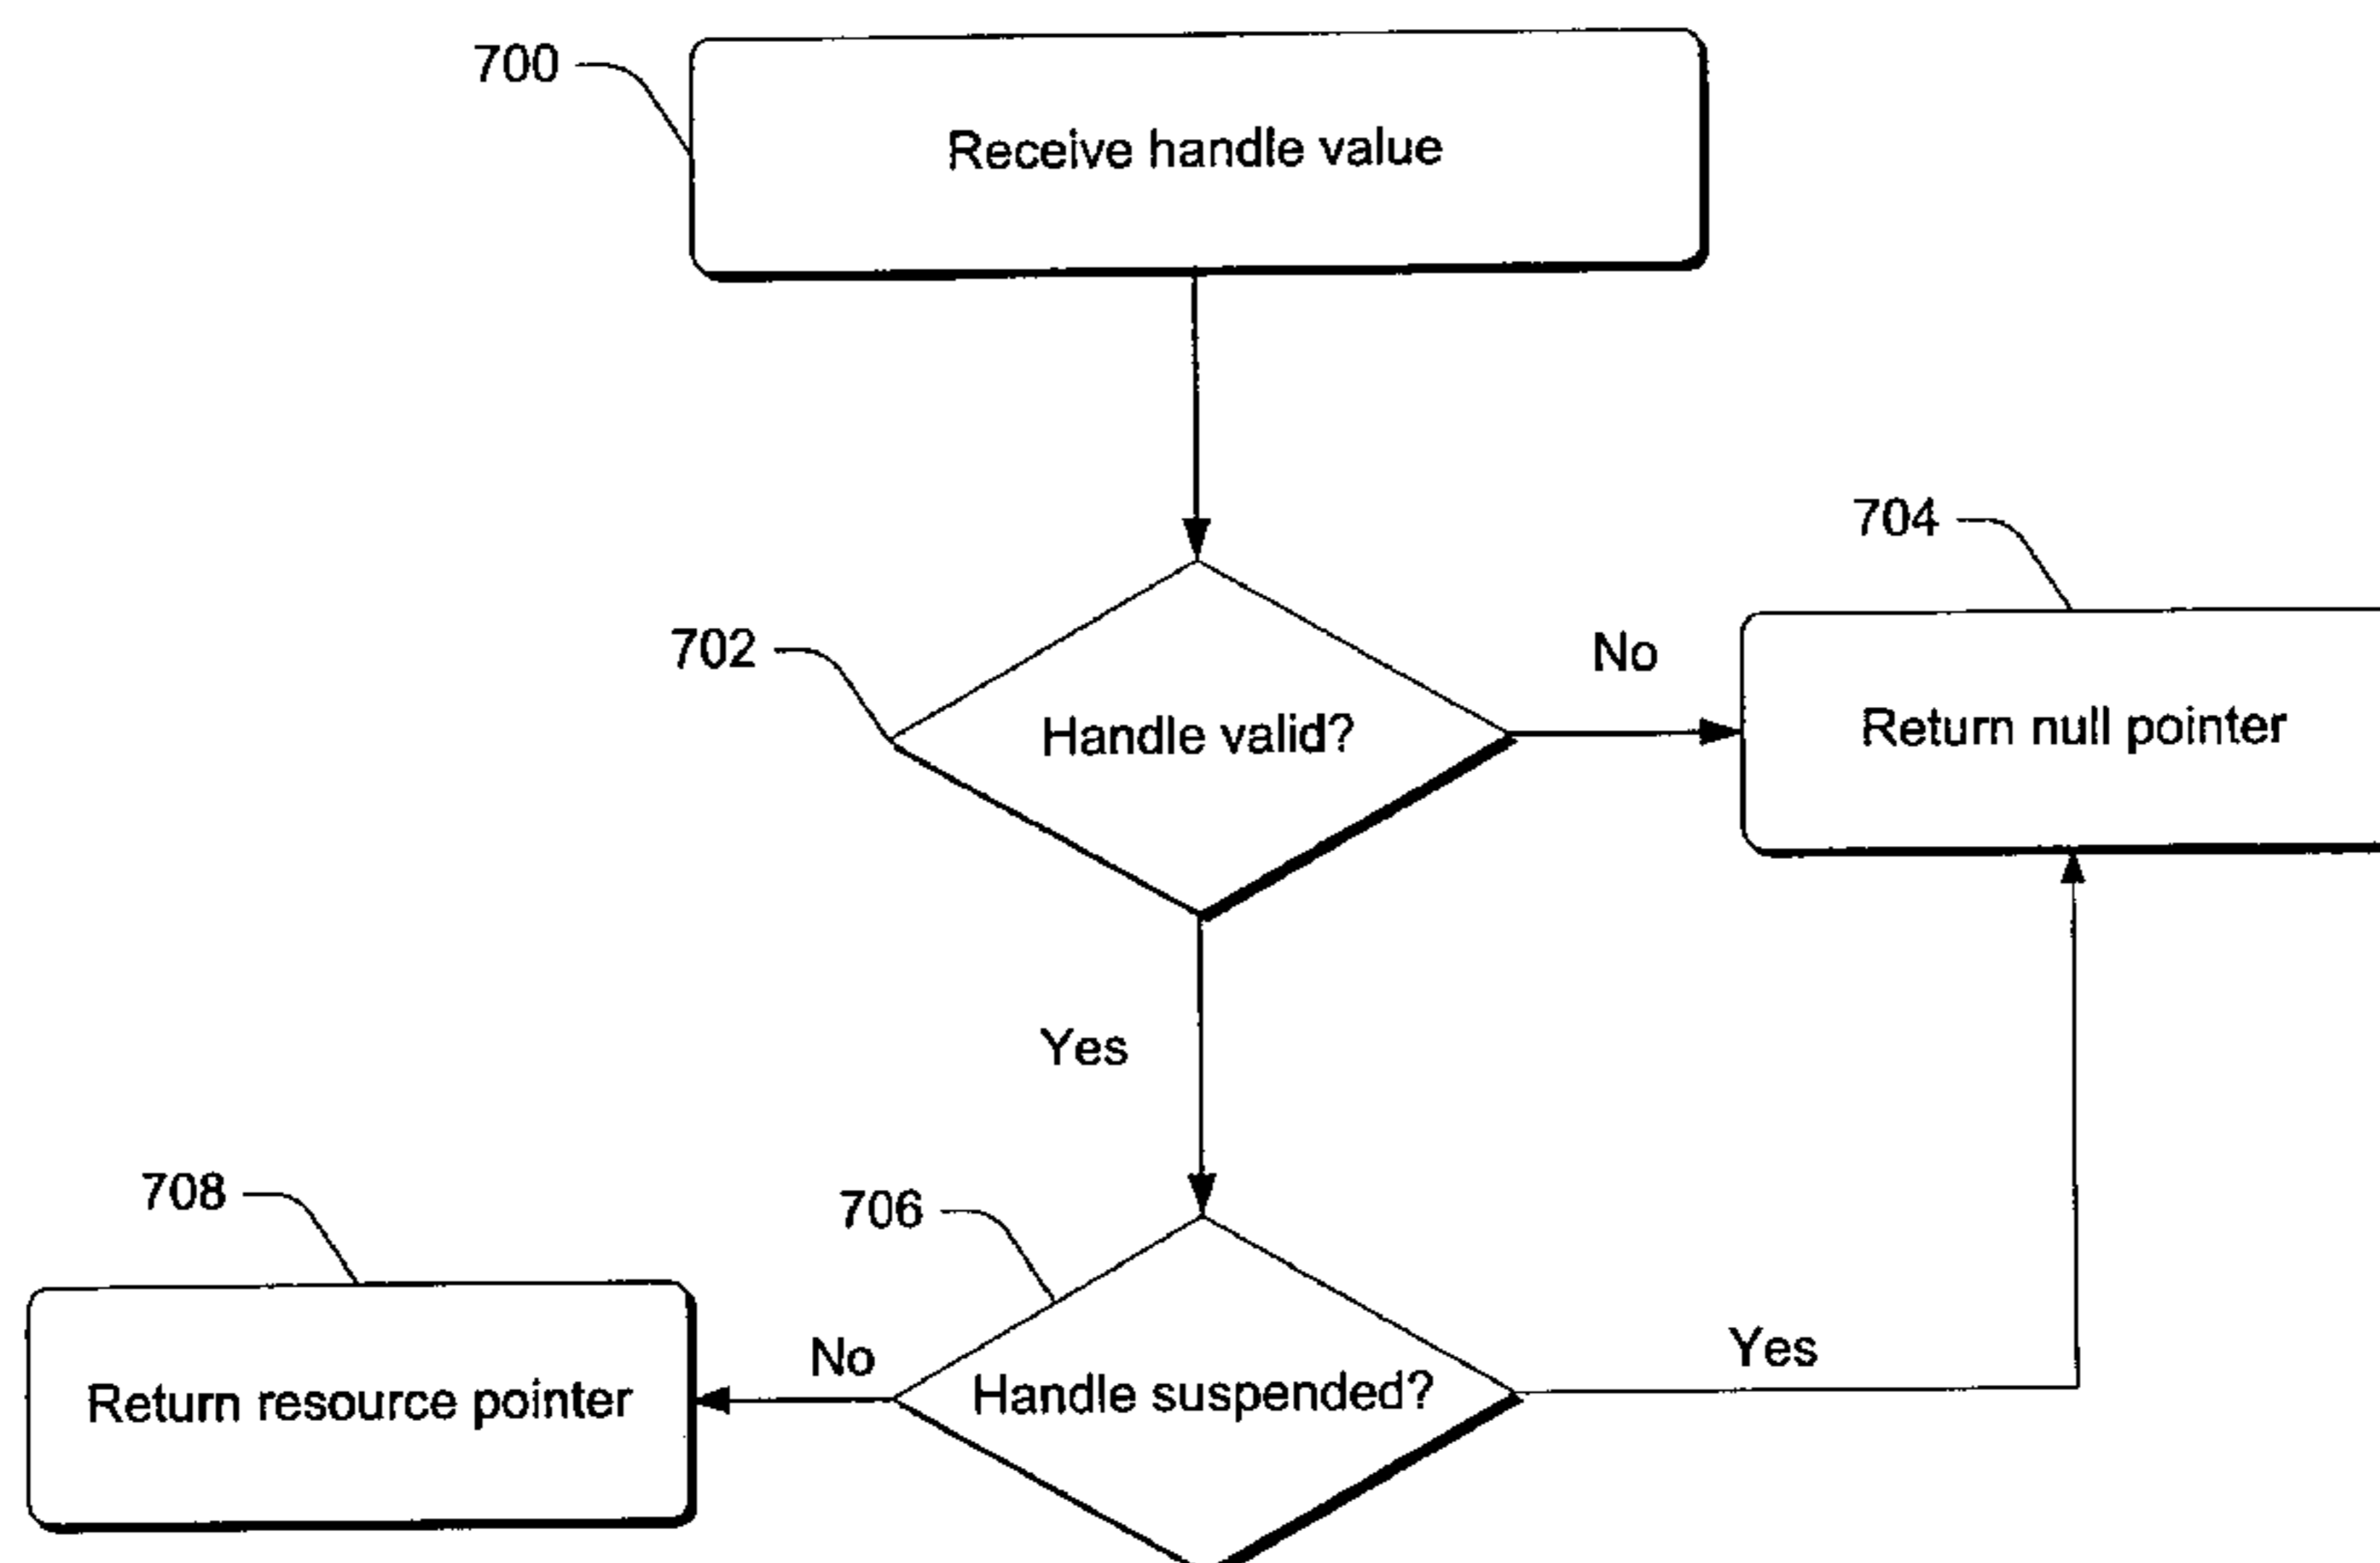 700
Receive handle value
704
702
No
Handle valid?
Return null pointer
Yes
708
706
No
Yes
Return resource pointer
Handle suspended?